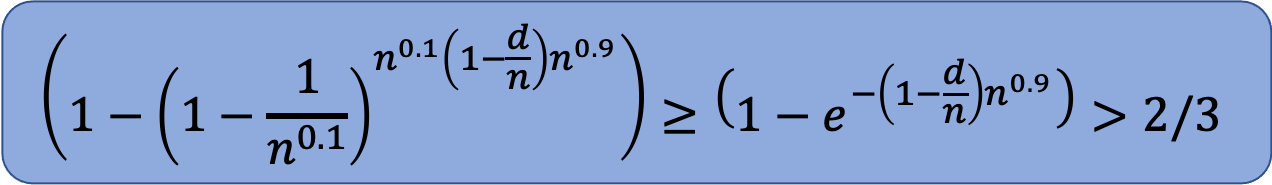 (1 − (1 − 1/n^0.1)^(n^0.1(1−d/n)n^0.9)) ≥ (1 − e^(−(1−d/n)n^0.9)) > 2/3